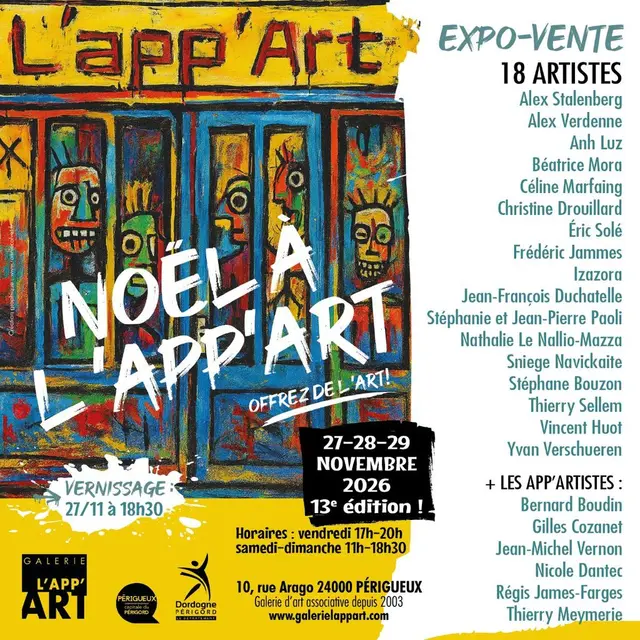 L'app'Art
NOËL À
L'APP'ART
OFFREZ DE L'ART!
VERNISSAGE :
27/11 à 18h30
27-28-29
NOVEMBRE
2026
13e édition !
Horaires : vendredi 17h-20h
samedi-dimanche 11h-18h30
10, rue Arago 24000 PÉRIGUEUX
Galerie d'art associative depuis 2003
www.galerielappart.com
GALERIE
L'APP'
ART
PÉRIGUEUX
capitale du
PÉRIGORD
Dordogne
PÉRIGORD
LE DÉPARTEMENT
EXPO-VENTE
18 ARTISTES
Alex Stalenberg
Alex Verdenne
Anh Luz
Béatrice Mora
Céline Marfaing
Christine Drouillard
Éric Solé
Frédéric Jammes
Izazora
Jean-François Duchatelle
Stéphanie et Jean-Pierre Paoli
Nathalie Le Nallio-Mazza
Sniege Navickaite
Stéphane Bouzon
Thierry Sellem
Vincent Huot
Yvan Verschueren
+ LES APP'ARTISTES :
Bernard Boudin
Gilles Cozanet
Jean-Michel Vernon
Nicole Dantec
Régis James-Farges
Thierry Meymerie